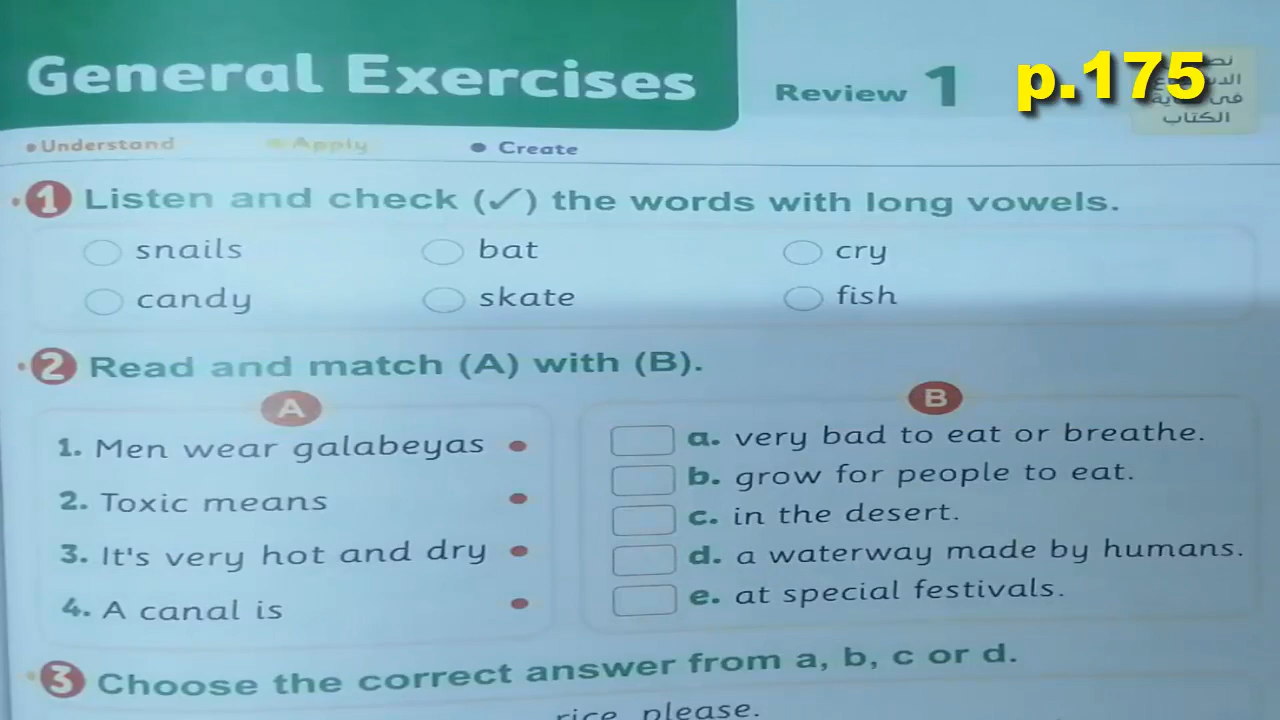 General Exercises
Review 1
p.175
الكتاب
Understand
Apply
Create
1 Listen and check (✓) the words with long vowels.
snails bat cry
candy skate fish
2 Read and match (A) with (B).
A
1. Men wear galabeyas
2. Toxic means
3. It's very hot and dry
4. A canal is
B
a. very bad to eat or breathe.
b. grow for people to eat.
c. in the desert.
d. a waterway made by humans.
e. at special festivals.
3 Choose the correct answer from a, b, c or d.
rice, please.